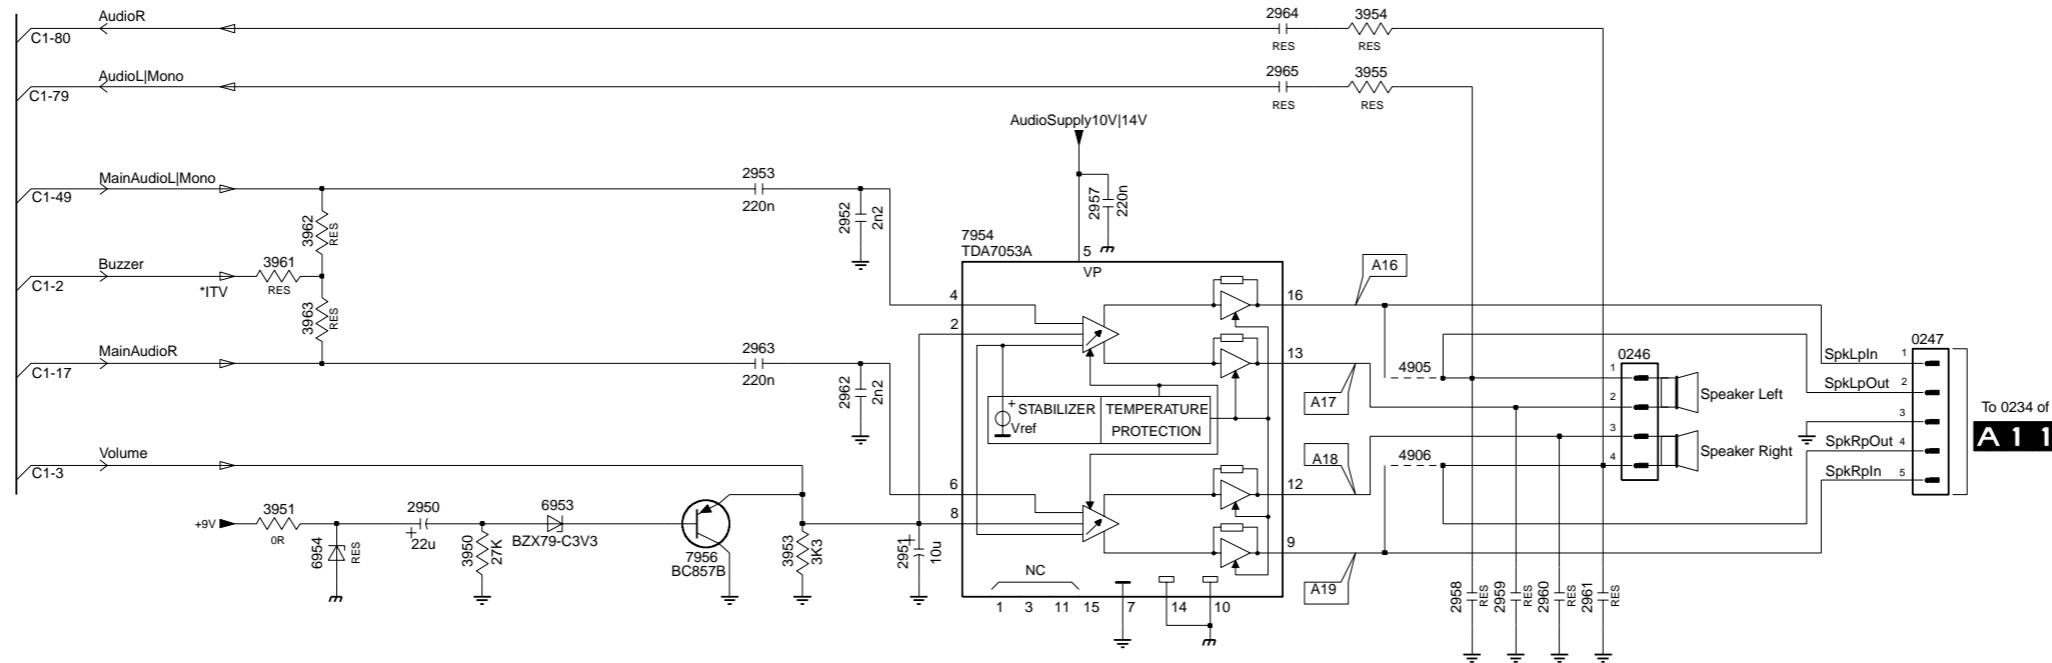 AudioR
C1-80
2964
RES
3954
RES
AudioL|Mono
C1-79
2965
RES
3955
RES
AudioSupply10V|14V
MainAudioL|Mono
C1-49
2953
220n
2952
2n2
2957
220n
3962
RES
7954
TDA7053A
5
VP
Buzzer
C1-2
*ITV
3961
RES
3963
RES
A16
4
16
2
13
MainAudioR
C1-17
2963
220n
2962
2n2
4905
0246
0247
1
2
3
4
SpkLpIn 1
SpkLpOut 2
3
SpkRpOut 4
SpkRpIn 5
To 0234 of
A11
A17
+ STABILIZER
Vref
TEMPERATURE
PROTECTION
Speaker Left
Speaker Right
Volume
C1-3
A18
4906
6
12
8
9
+9V
3951
0R
6954
RES
2950
+
22u
3950
27K
6953
BZX79-C3V3
7956
BC857B
3953
3K3
2951
+
10u
NC
1 3 11 15 7 14 10
A19
2958
RES
2959
RES
2960
RES
2961
RES